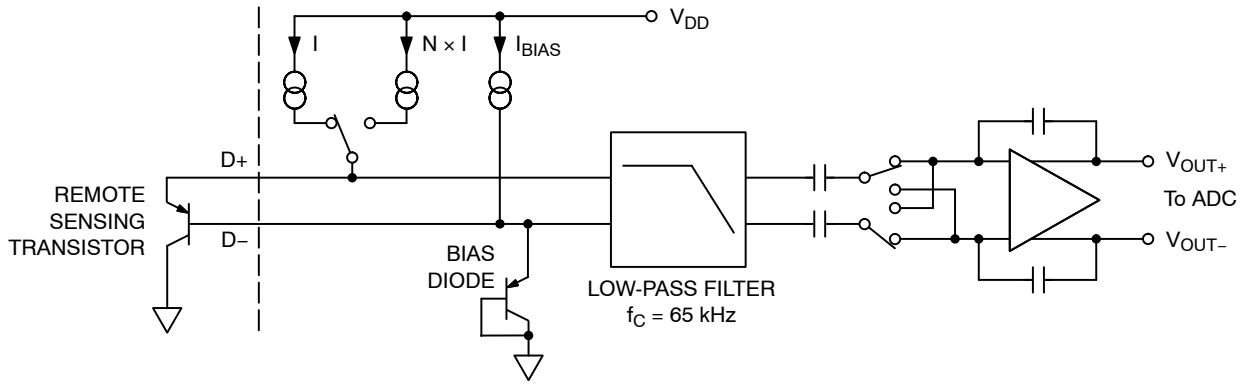 V_DD
I
N × I
I_BIAS
D+
REMOTE
SENSING
TRANSISTOR
D−
BIAS
DIODE
LOW-PASS FILTER
f_C = 65 kHz
V_OUT+
To ADC
V_OUT−